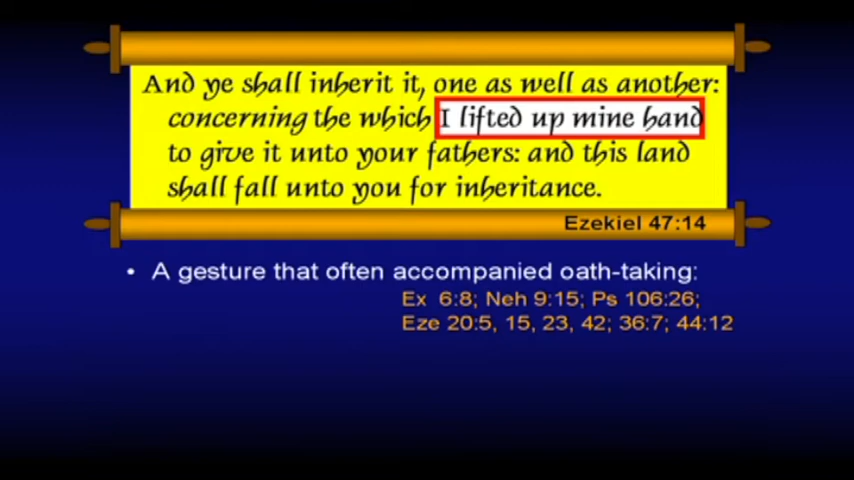 And ye shall inherit it, one as well as another:
concerning the which I lifted up mine hand
to give it unto your fathers: and this land
shall fall unto you for inheritance.
Ezekiel 47:14
• A gesture that often accompanied oath-taking:
Ex 6:8; Neh 9:15; Ps 106:26;
Eze 20:5, 15, 23, 42; 36:7; 44:12